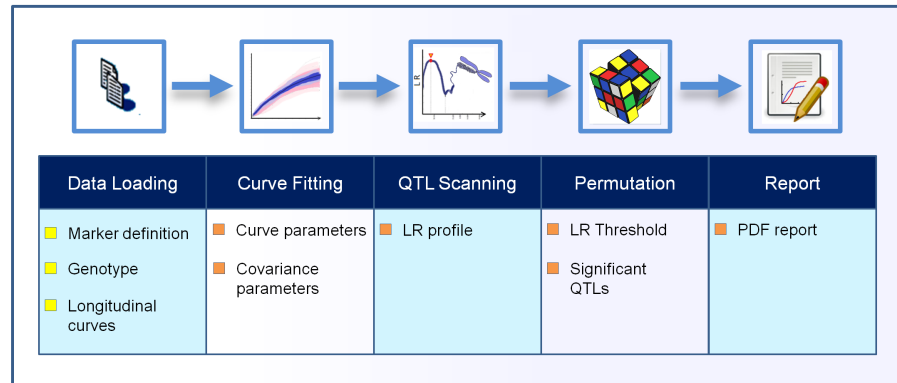 LR
Data Loading
Curve Fitting
QTL Scanning
Permutation
Report
Marker definition
Genotype
Longitudinal
curves
Curve parameters
Covariance
parameters
LR profile
LR Threshold
Significant
QTLs
PDF report